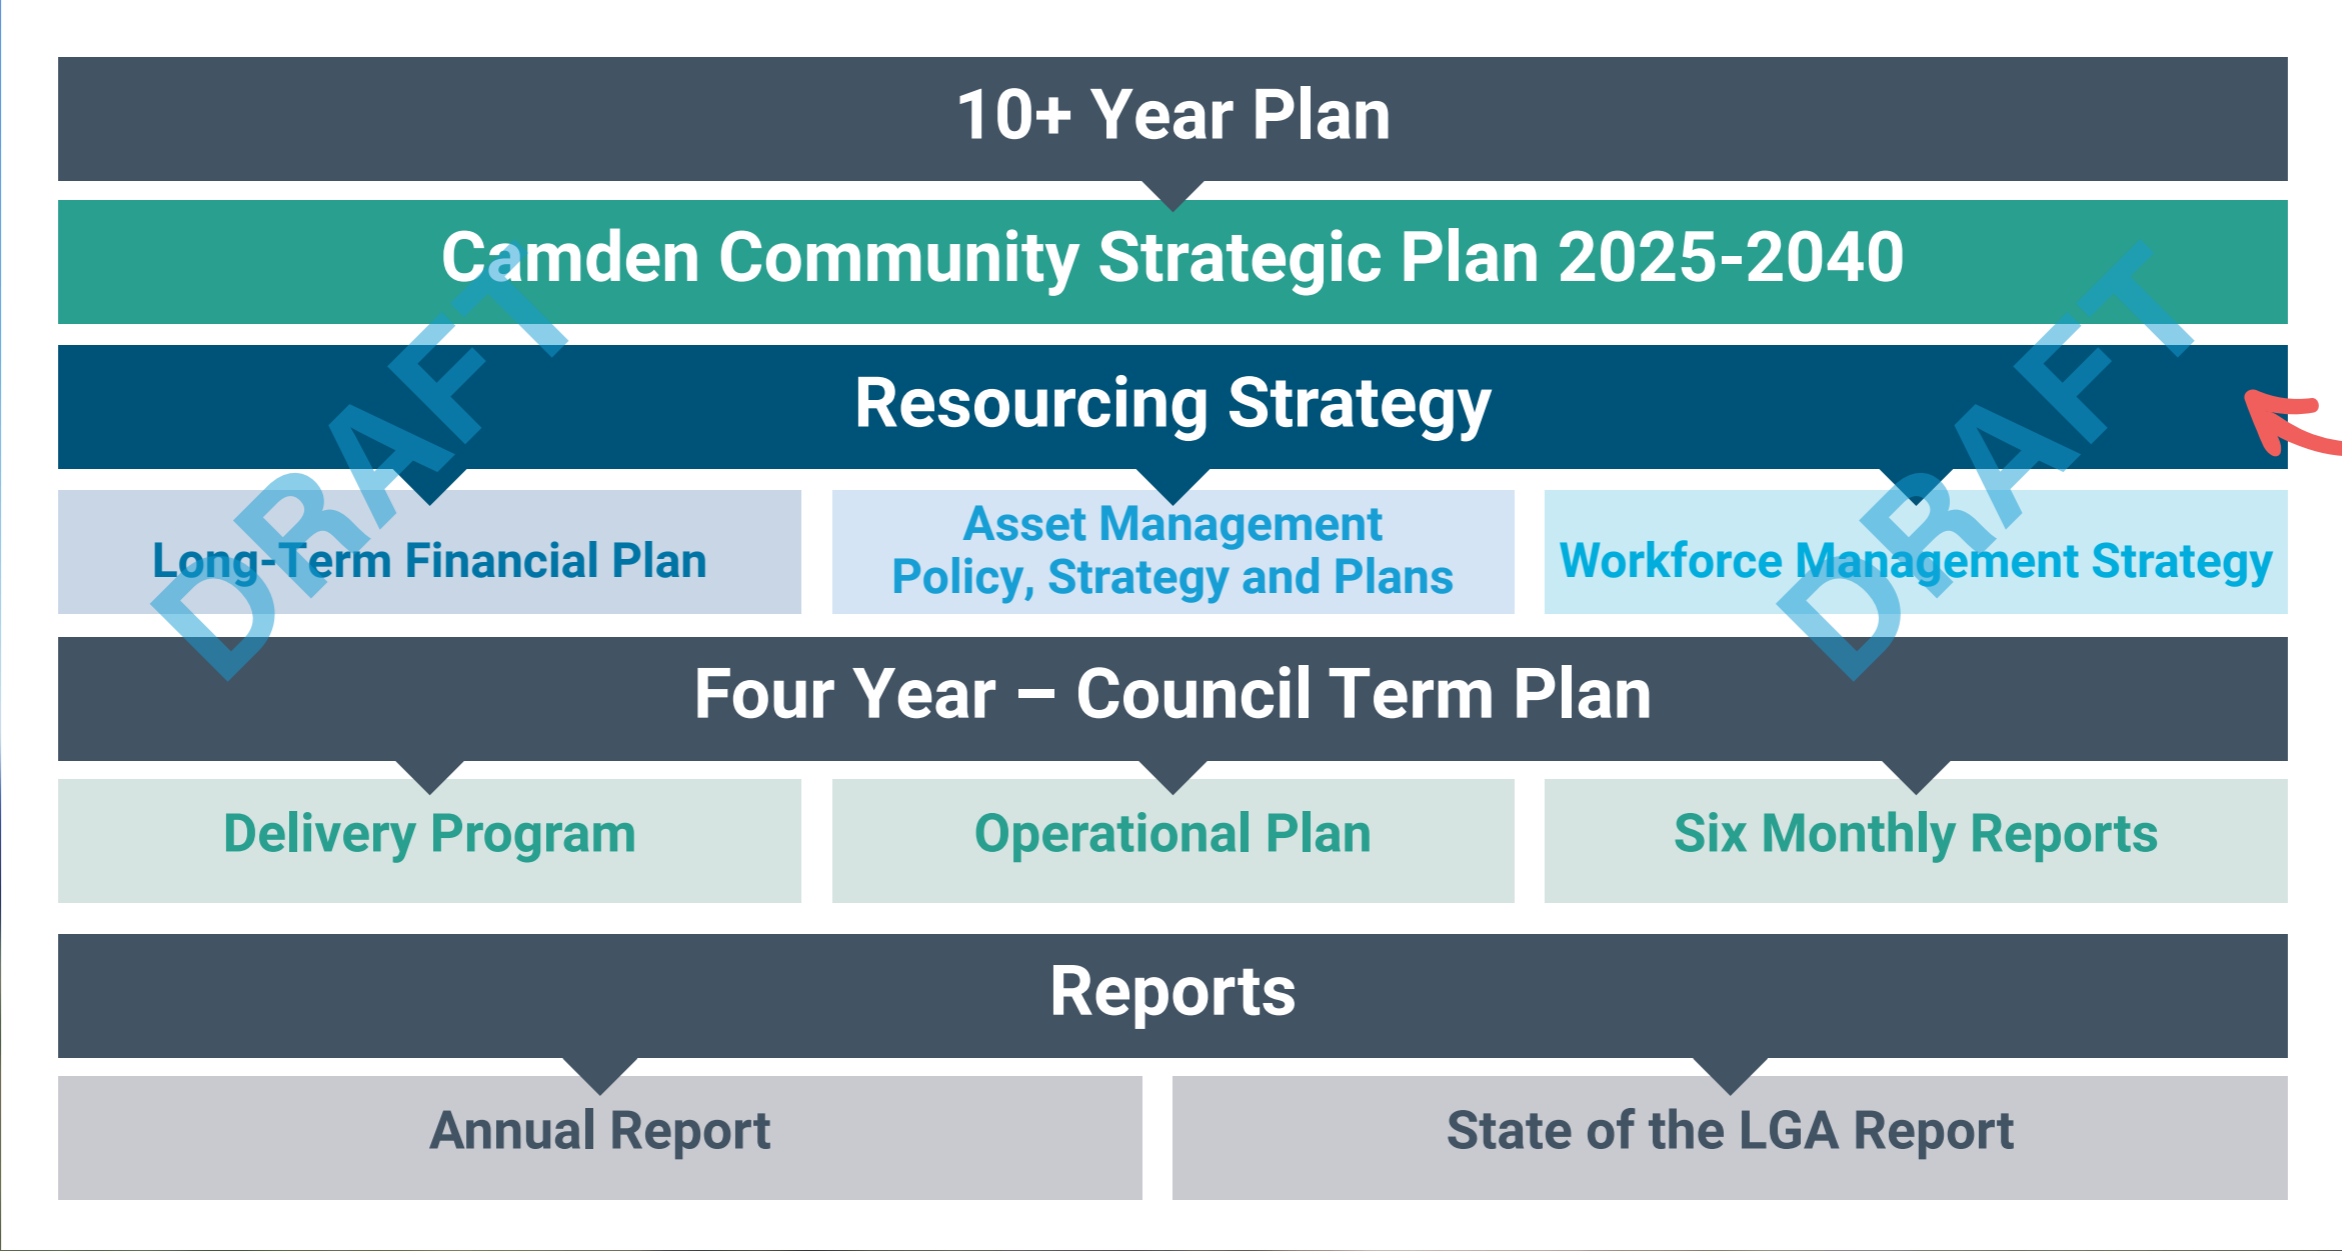 10+ Year Plan
Camden Community Strategic Plan 2025-2040
Resourcing Strategy
Long-Term Financial Plan
Asset Management
Policy, Strategy and Plans
Workforce Management Strategy
Four Year – Council Term Plan
Delivery Program
Operational Plan
Six Monthly Reports
Reports
Annual Report
State of the LGA Report
DRAFT
DRAFT